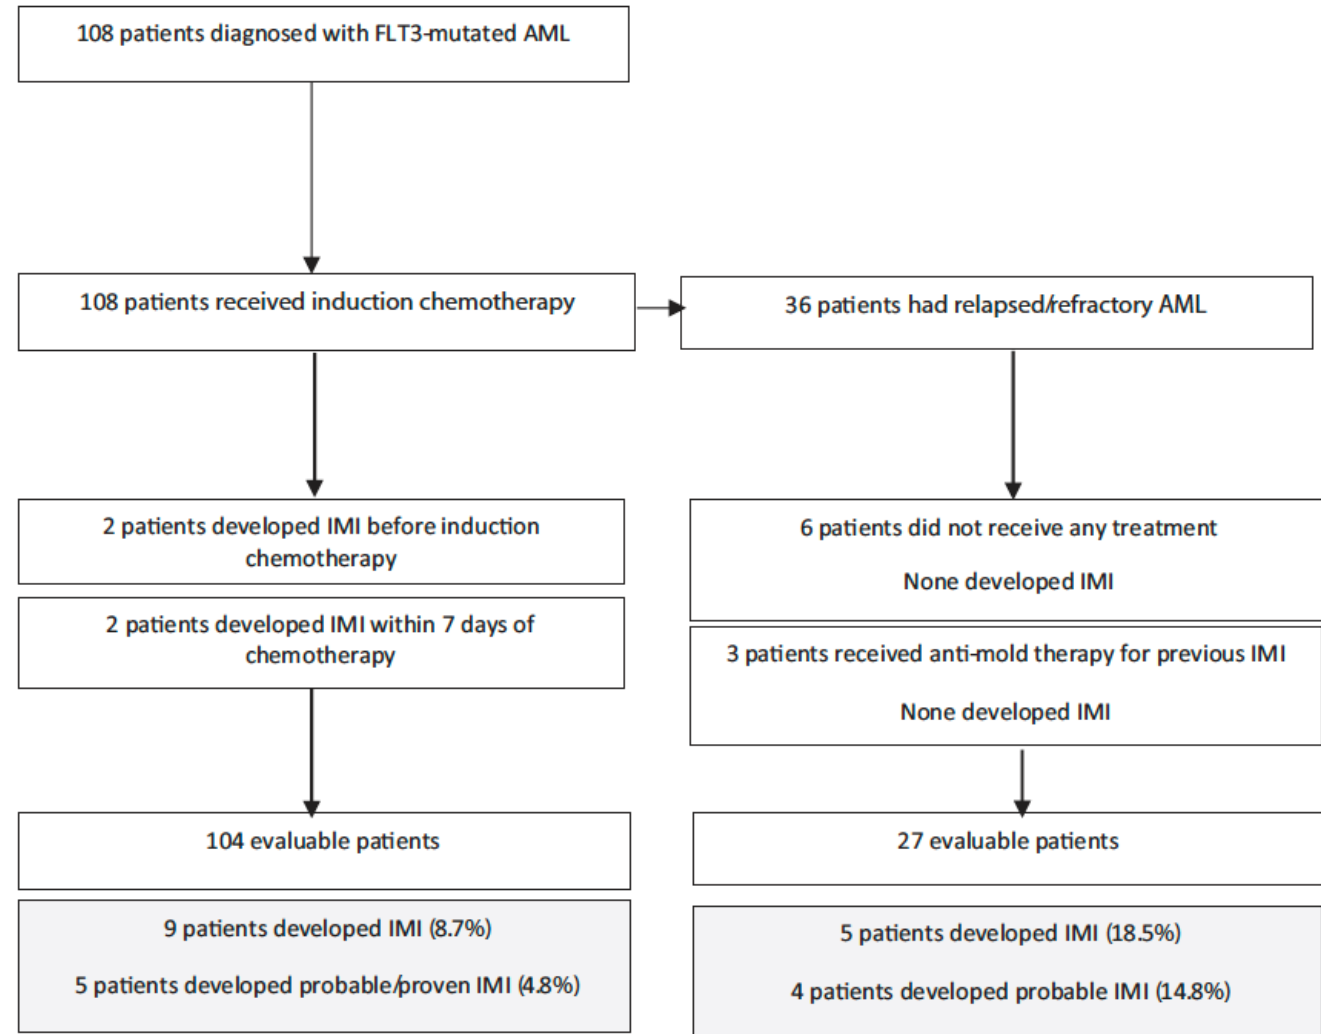 108 patients diagnosed with FLT3-mutated AML
108 patients received induction chemotherapy
36 patients had relapsed/refractory AML
2 patients developed IMI before induction
chemotherapy
2 patients developed IMI within 7 days of
chemotherapy
6 patients did not receive any treatment
None developed IMI
3 patients received anti-mold therapy for previous IMI
None developed IMI
104 evaluable patients
27 evaluable patients
9 patients developed IMI (8.7%)
5 patients developed probable/proven IMI (4.8%)
5 patients developed IMI (18.5%)
4 patients developed probable IMI (14.8%)